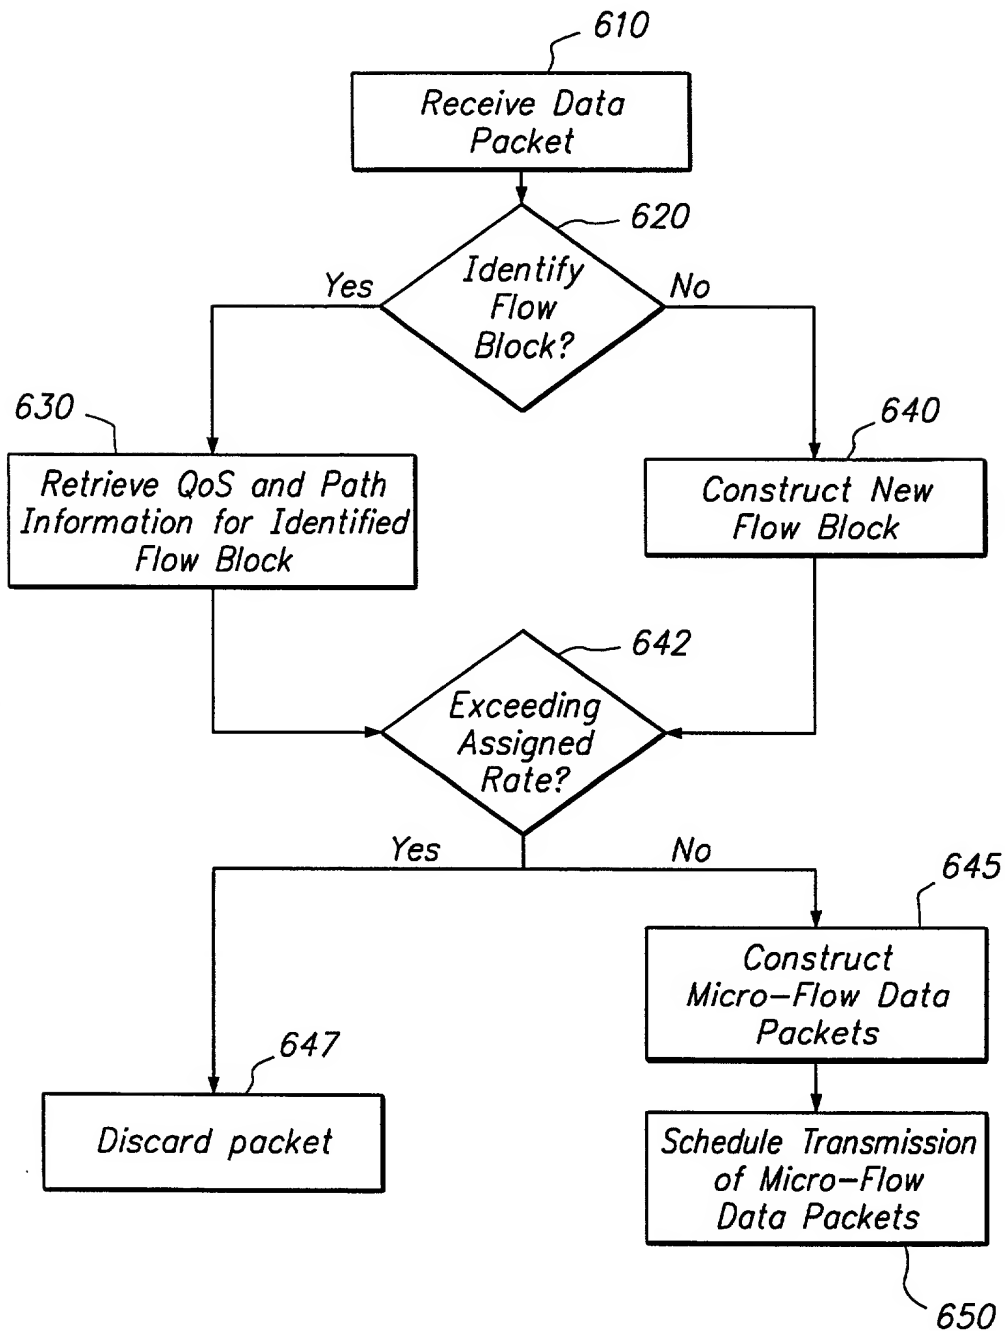 610
Receive Data
Packet
620
Identify
Flow
Block?
Yes
No
630
Retrieve QoS and Path
Information for Identified
Flow Block
640
Construct New
Flow Block
642
Exceeding
Assigned
Rate?
Yes
No
645
Construct
Micro-Flow Data
Packets
647
Discard packet
Schedule Transmission
of Micro-Flow
Data Packets
650